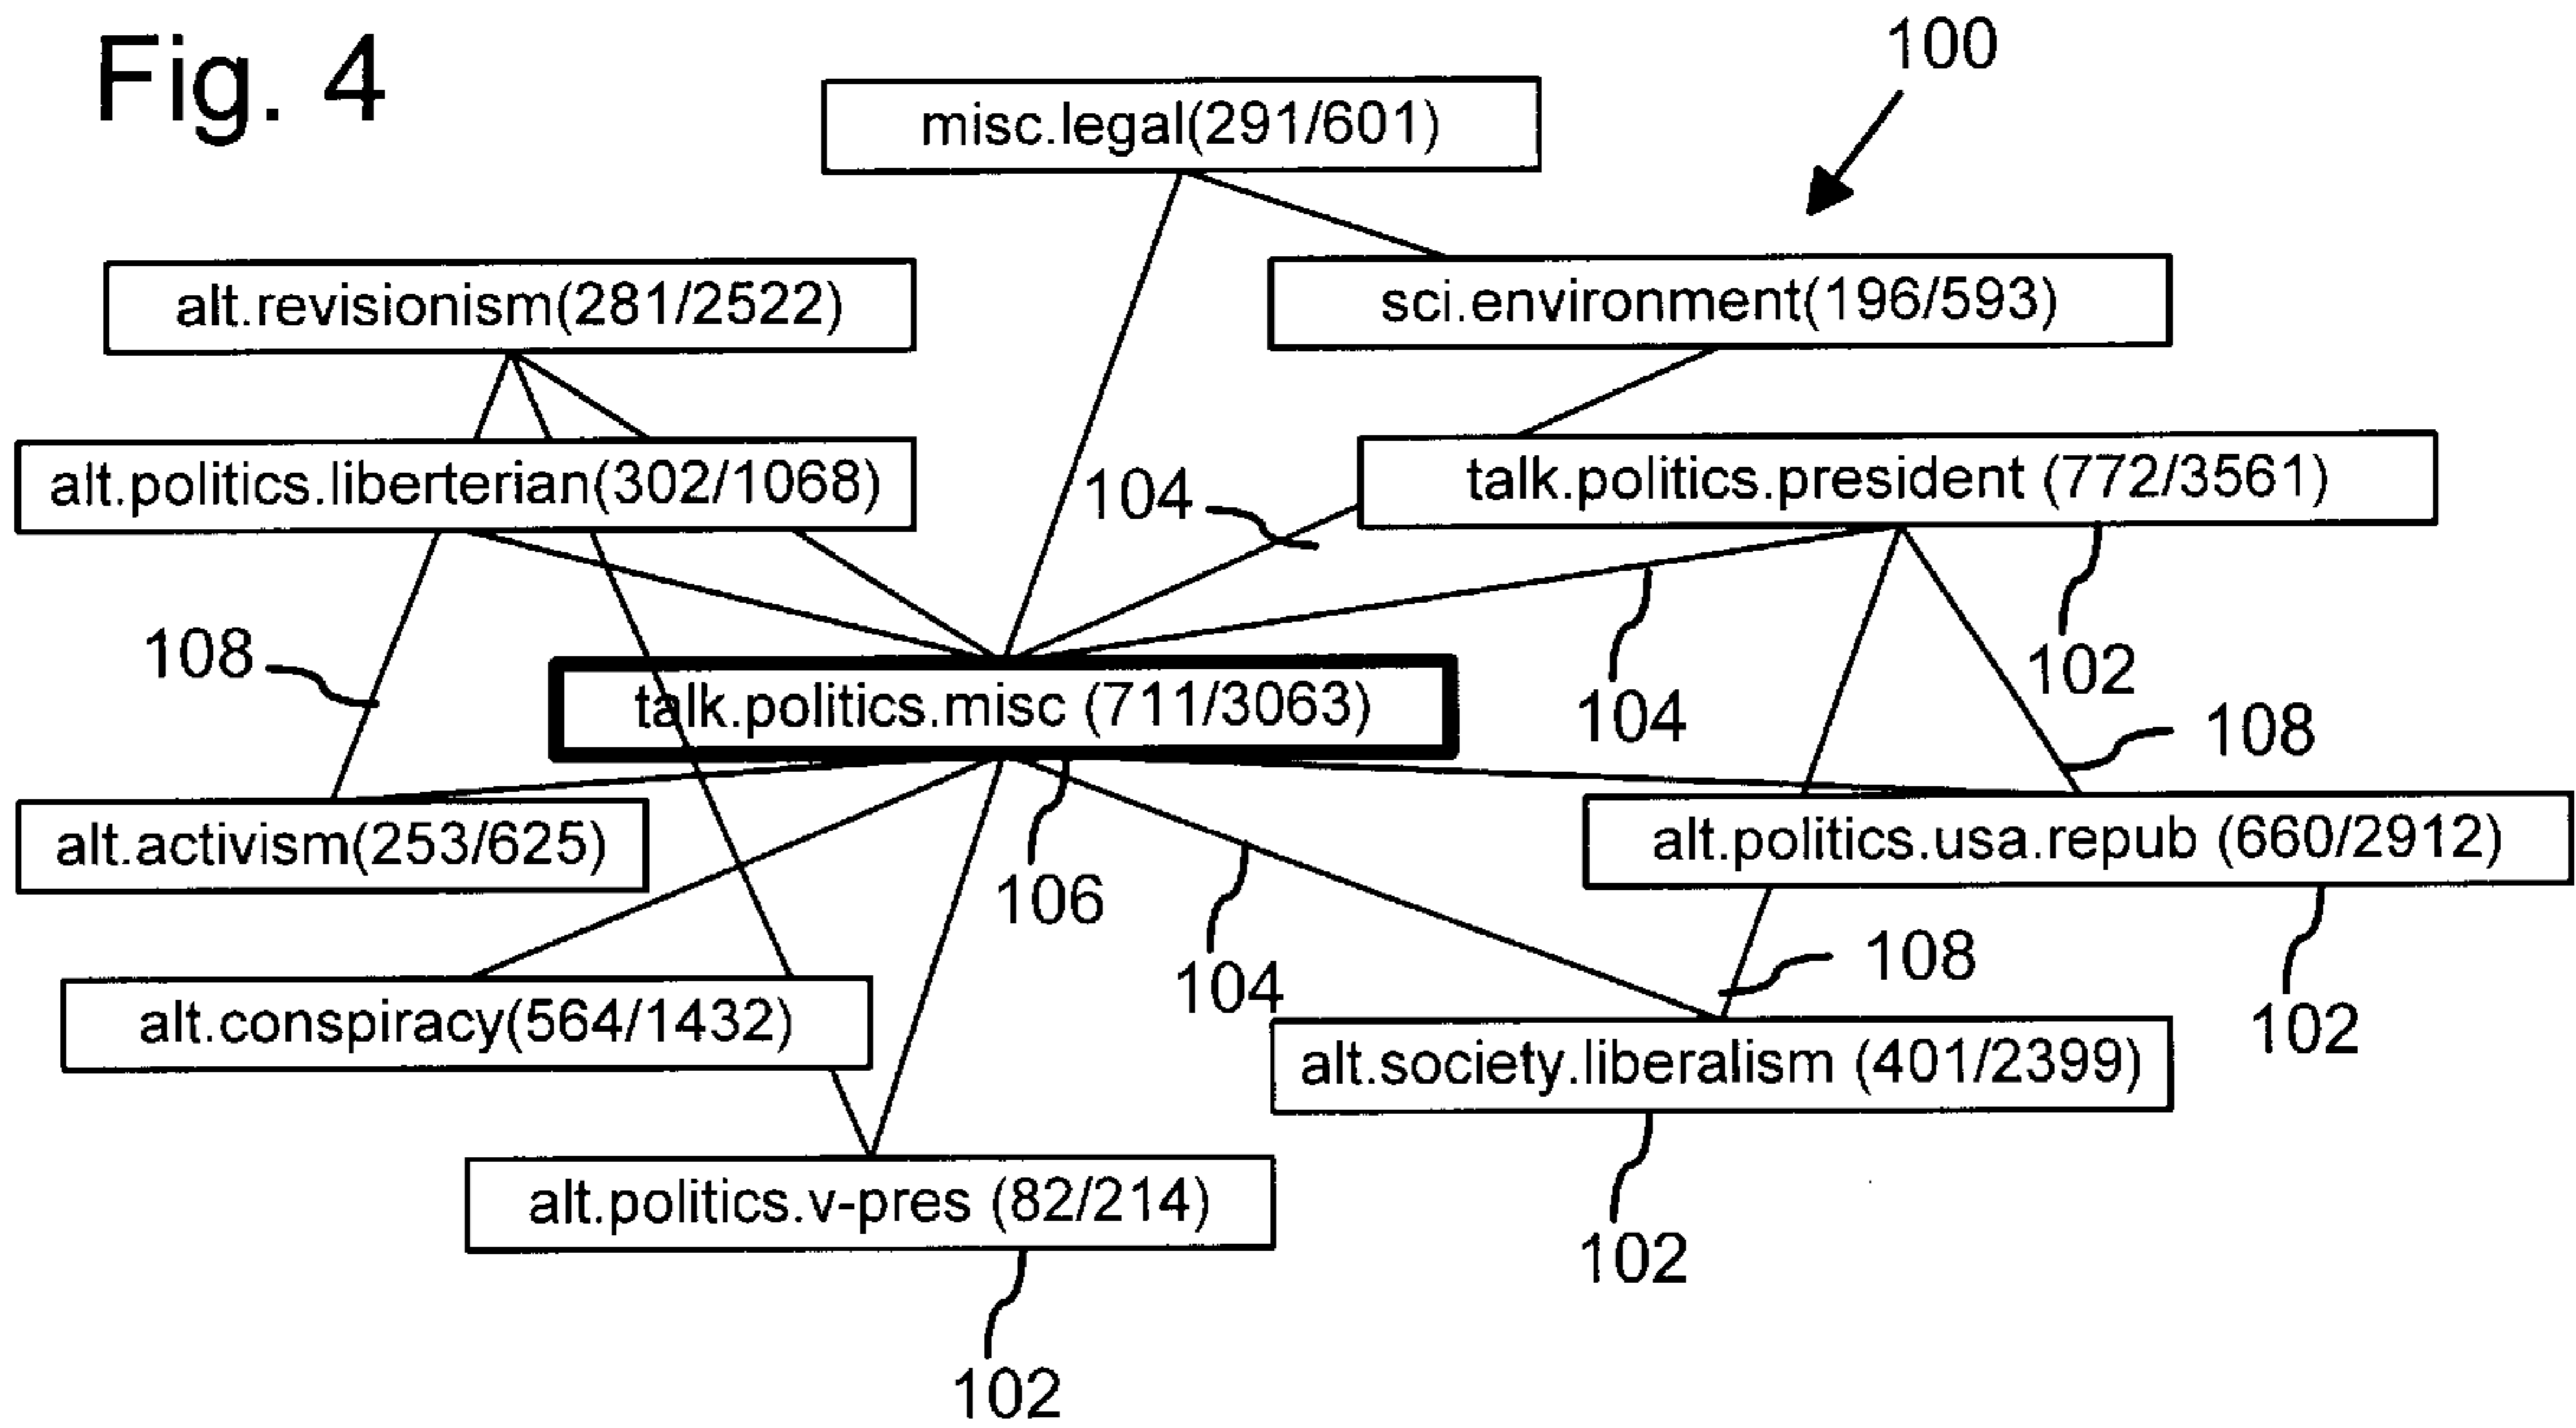 Fig. 4
100
misc.legal(291/601)
alt.revisionism(281/2522)
sci.environment(196/593)
alt.politics.liberterian(302/1068)
104
talk.politics.president (772/3561)
108
talk.politics.misc (711/3063)
104
102
108
alt.activism(253/625)
106
alt.politics.usa.repub (660/2912)
104
108
alt.conspiracy(564/1432)
alt.society.liberalism (401/2399)
102
alt.politics.v-pres (82/214)
102
102